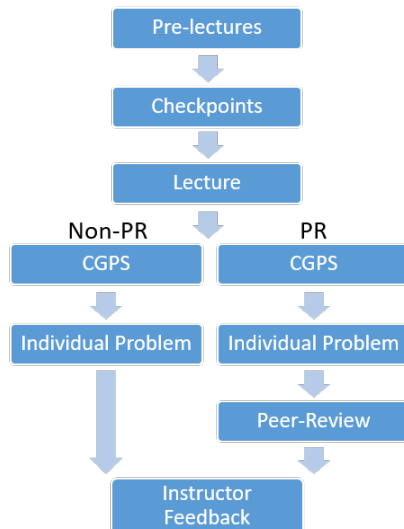 Pre-lectures
Checkpoints
Lecture
Non-PR
PR
CGPS
CGPS
Individual Problem
Individual Problem
Peer-Review
Instructor
Feedback